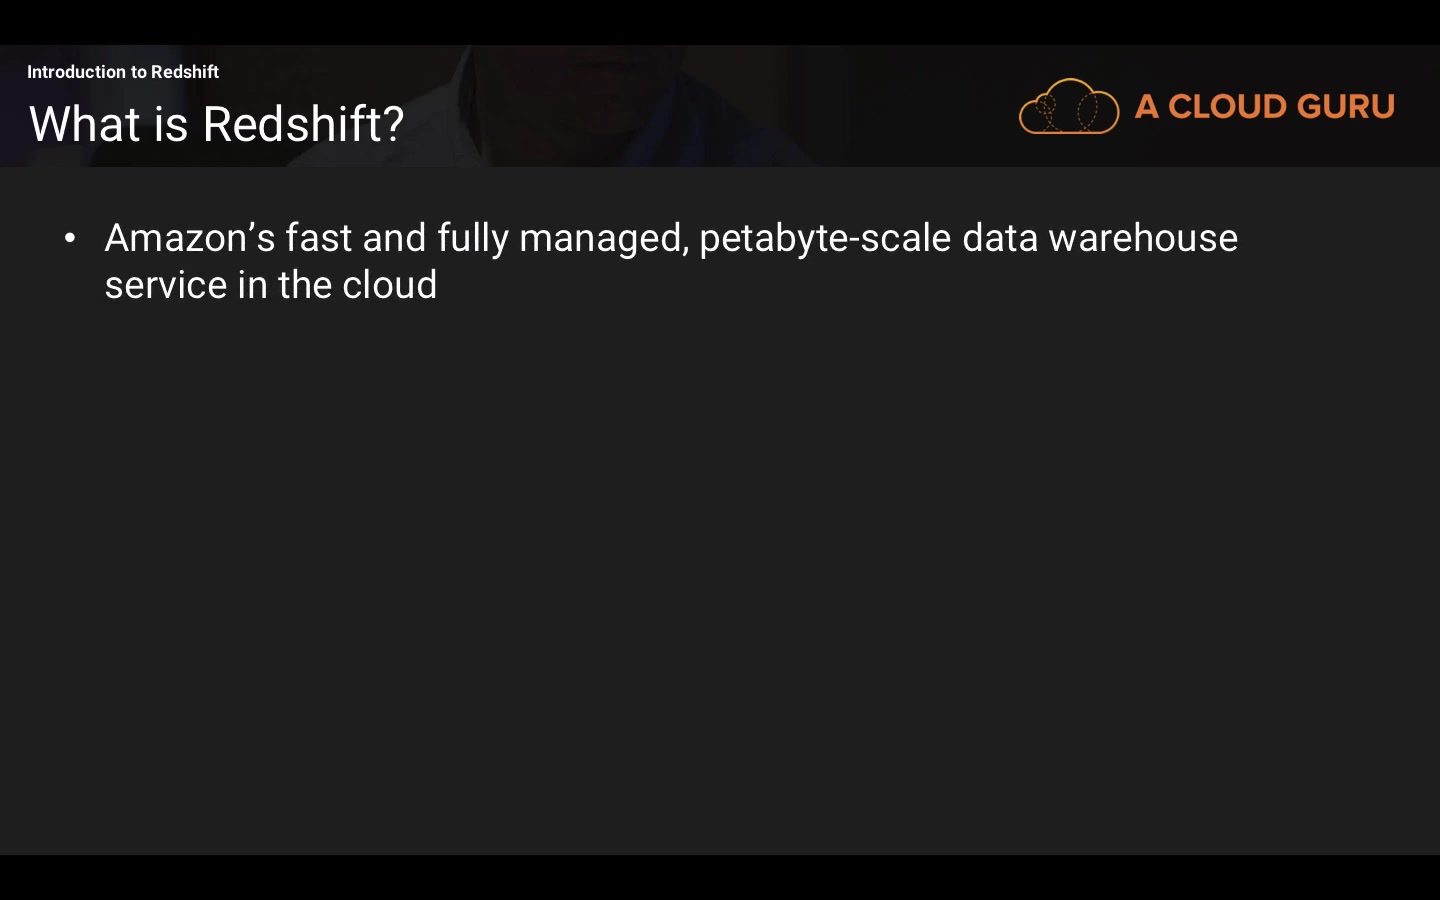 Introduction to Redshift
What is Redshift?
A CLOUD GURU
• Amazon’s fast and fully managed, petabyte-scale data warehouse
service in the cloud